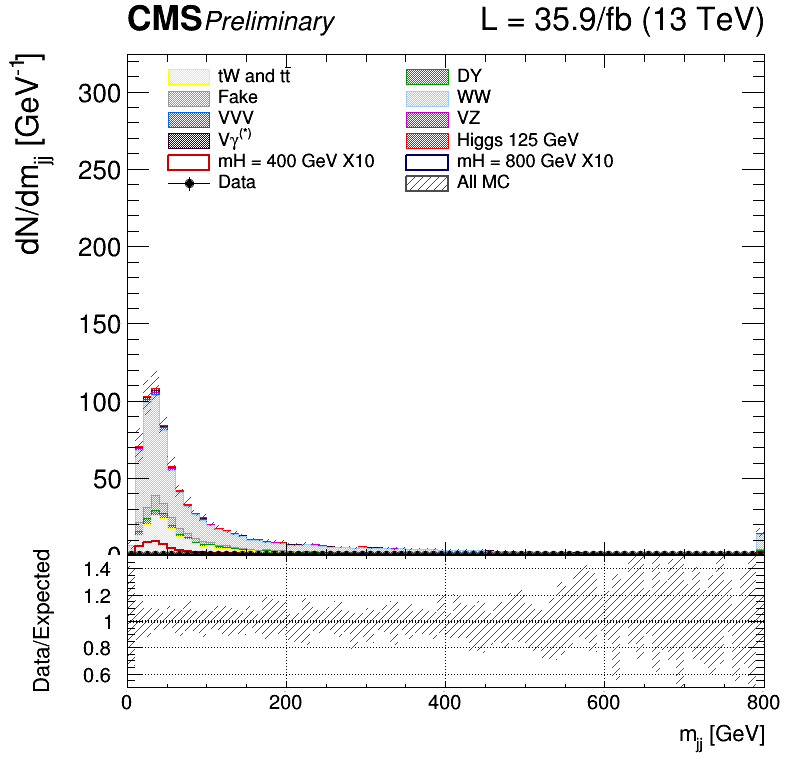 CMS Preliminary L = 35.9/fb (13 TeV)
dN/dm_jj [GeV^-1]
tW and tt̄ DY
Fake WW
VVV VZ
Vγ(*) Higgs 125 GeV
mH = 400 GeV X10 mH = 800 GeV X10
Data All MC
300
250
200
150
100
50
0
Data/Expected
1.4
1.2
1
0.8
0.6
0 200 400 600 800
m_jj [GeV]